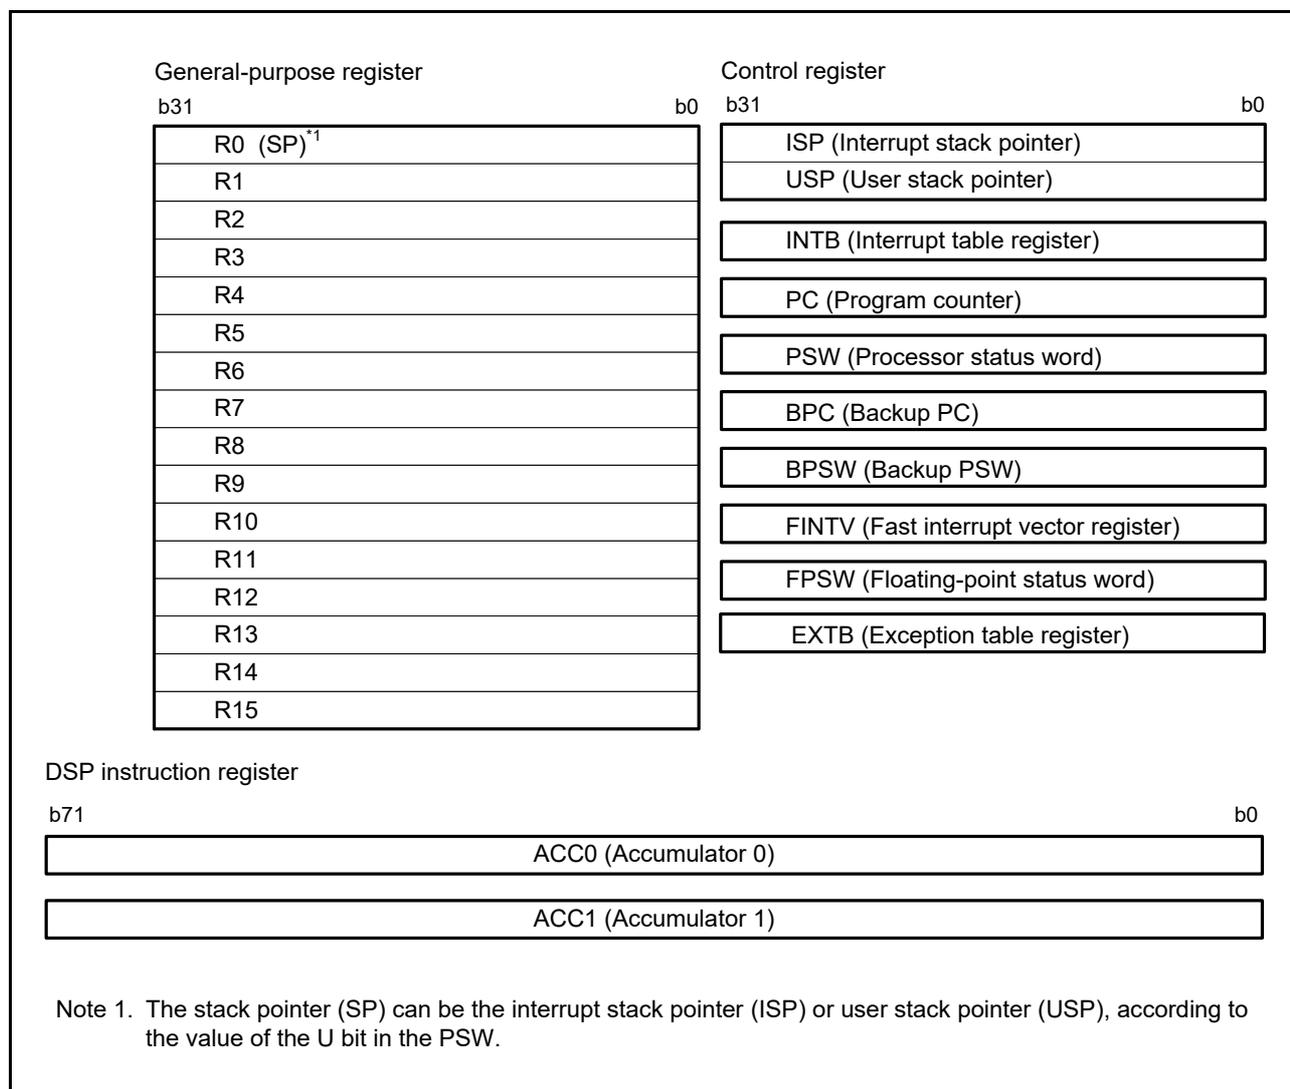 General-purpose register
b31 b0
R0 (SP)*1
R1
R2
R3
R4
R5
R6
R7
R8
R9
R10
R11
R12
R13
R14
R15
Control register
b31 b0
ISP (Interrupt stack pointer)
USP (User stack pointer)
INTB (Interrupt table register)
PC (Program counter)
PSW (Processor status word)
BPC (Backup PC)
BPSW (Backup PSW)
FINTV (Fast interrupt vector register)
FPSW (Floating-point status word)
EXTB (Exception table register)
DSP instruction register
b71 b0
ACC0 (Accumulator 0)
ACC1 (Accumulator 1)
Note 1. The stack pointer (SP) can be the interrupt stack pointer (ISP) or user stack pointer (USP), according to
the value of the U bit in the PSW.